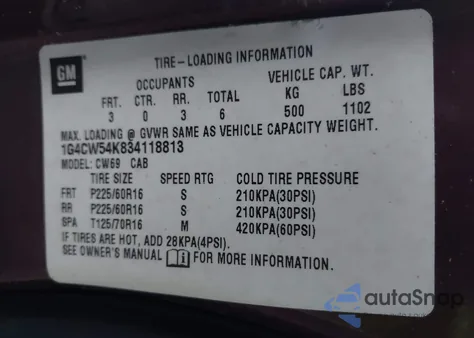 GM
TIRE-LOADING INFORMATION
OCCUPANTS VEHICLE CAP. WT.
FRT. CTR. RR. TOTAL KG LBS
3 0 3 6 500 1102
MAX. LOADING @ GVWR SAME AS VEHICLE CAPACITY WEIGHT.
1G4CW54K834118813
MODEL: CW69 CAB
TIRE SIZE SPEED RTG COLD TIRE PRESSURE
FRT P225/60R16 S 210KPA(30PSI)
RR P225/60R16 S 210KPA(30PSI)
SPA T125/70R16 M 420KPA(60PSI)
IF TIRES ARE HOT, ADD 28KPA(4PSI).
SEE OWNER'S MANUAL FOR MORE INFORMATION.
autaSnap